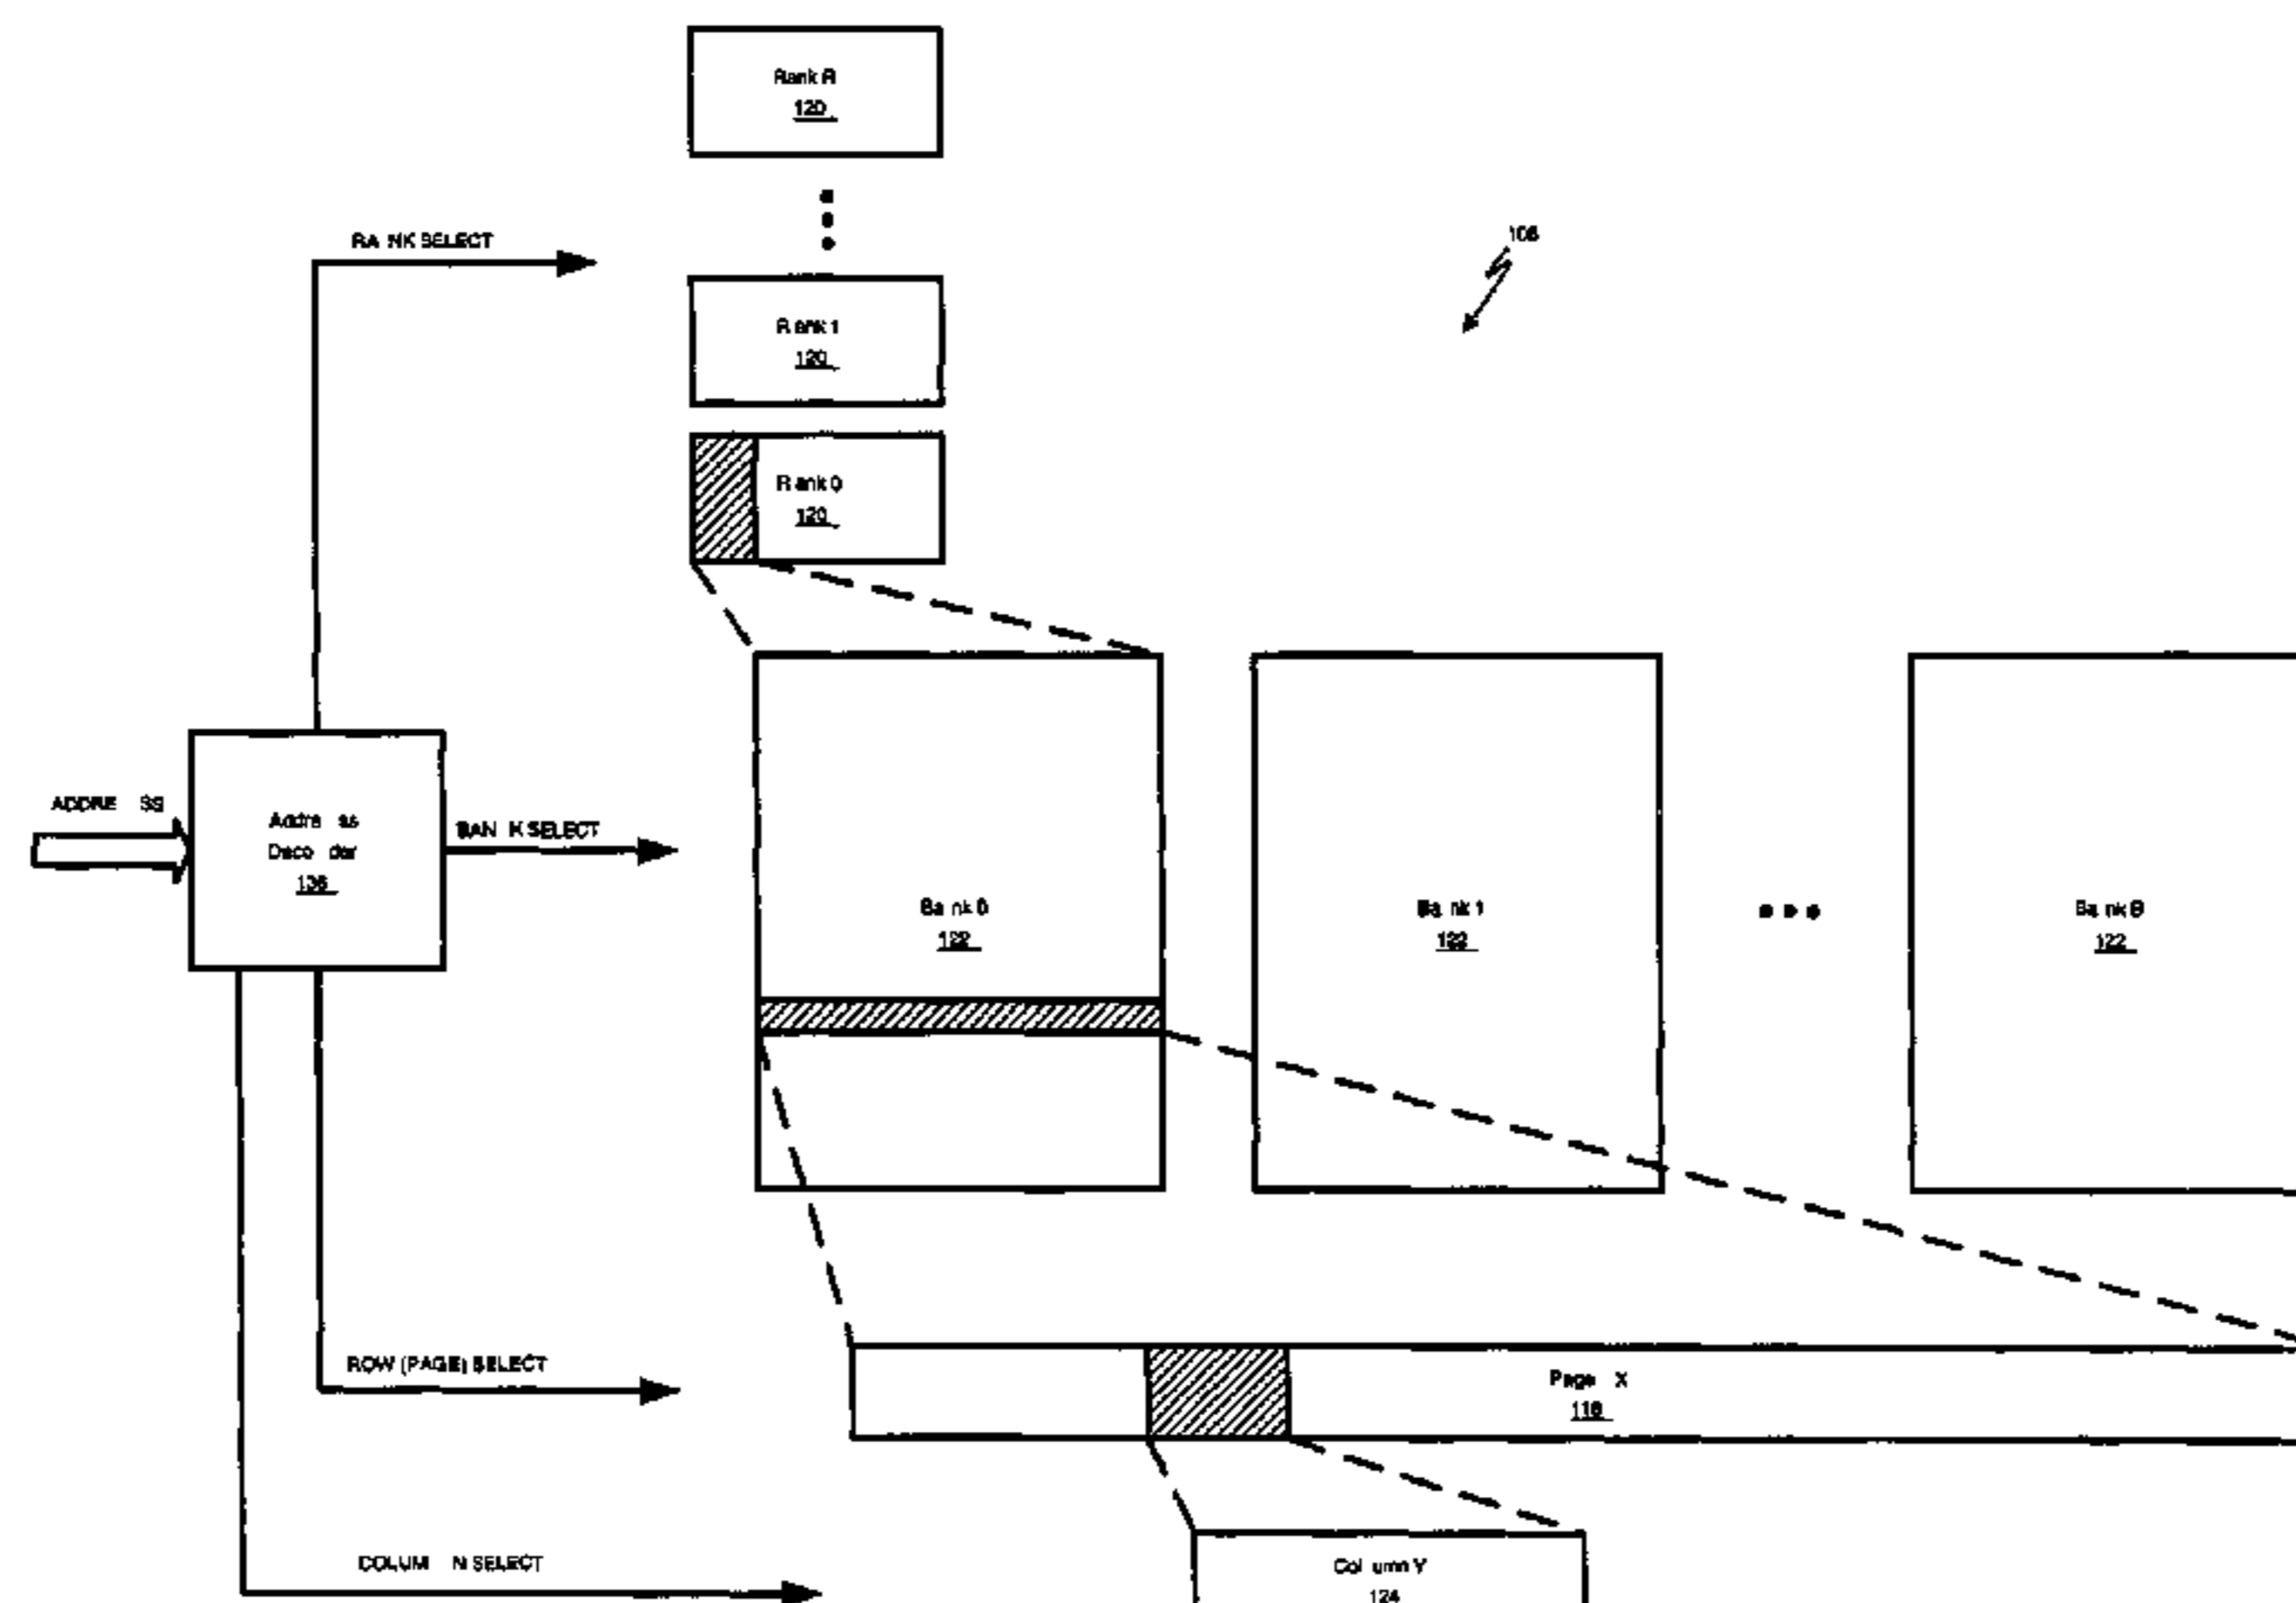 Rank R
120
RANK SELECT
106
Rank 1
120
Rank 0
120
ADDRESS
Address
Decoder
136
BANK SELECT
Bank 0
122
Bank 1
122
Bank B
122
ROW (PAGE) SELECT
Page X
118
COLUMN SELECT
Column Y
124